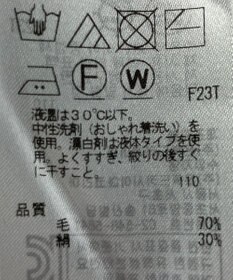 F
W
F23T
液温は30℃以下。
中性洗剤(おしゃれ着洗い)を
使用。漂白剤は液体タイプを使
用。よくすすぎ、絞りの後すぐ
に干すこと。
110
品質
毛 70%
絹 30%